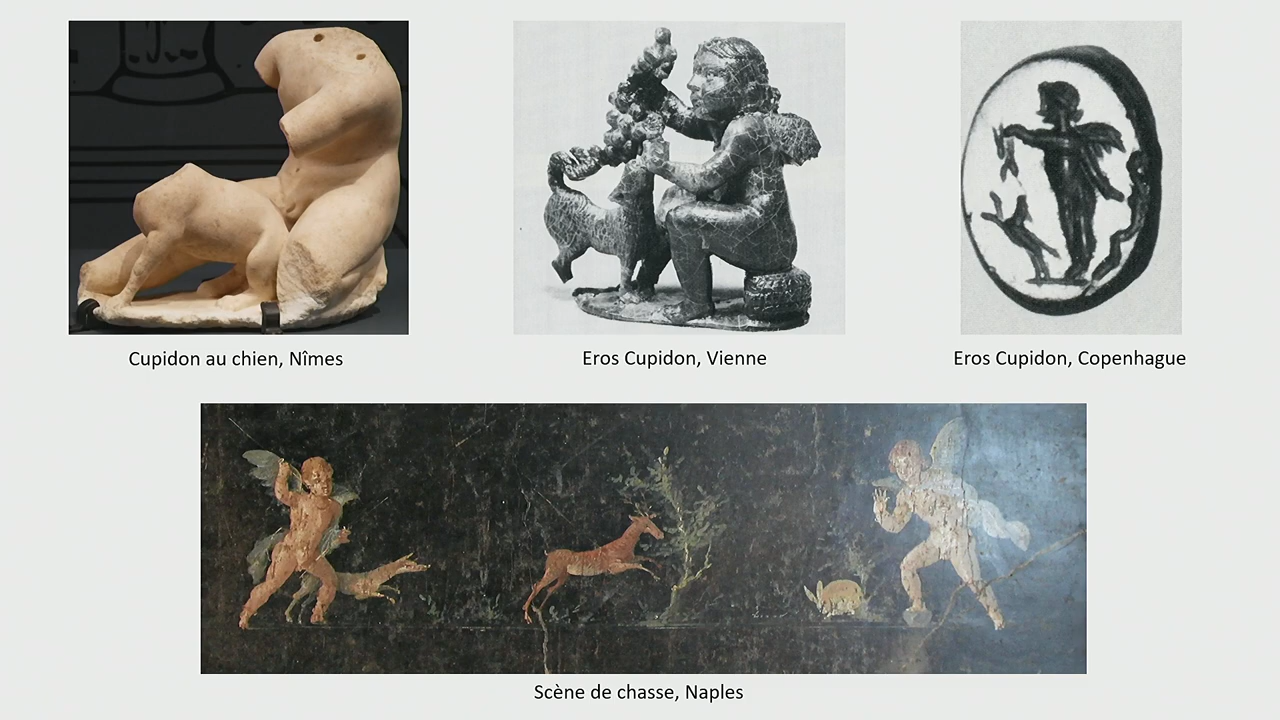 Cupidon au chien, Nîmes
Eros Cupidon, Vienne
Eros Cupidon, Copenhague
Scène de chasse, Naples